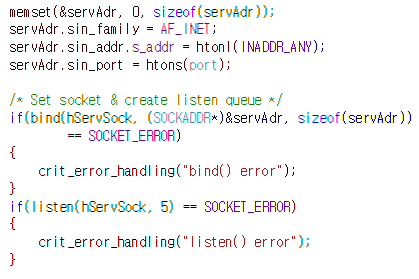 memset(&servAdr, 0, sizeof(servAdr));
servAdr.sin_family = AF_INET;
servAdr.sin_addr.s_addr = htonl(INADDR_ANY);
servAdr.sin_port = htons(port);
/* Set socket & create listen queue */
if(bind(hServSock, (SOCKADDR*)&servAdr, sizeof(servAdr))
== SOCKET_ERROR)
{
crit_error_handling("bind() error");
}
if(listen(hServSock, 5) == SOCKET_ERROR)
{
crit_error_handling("listen() error");
}